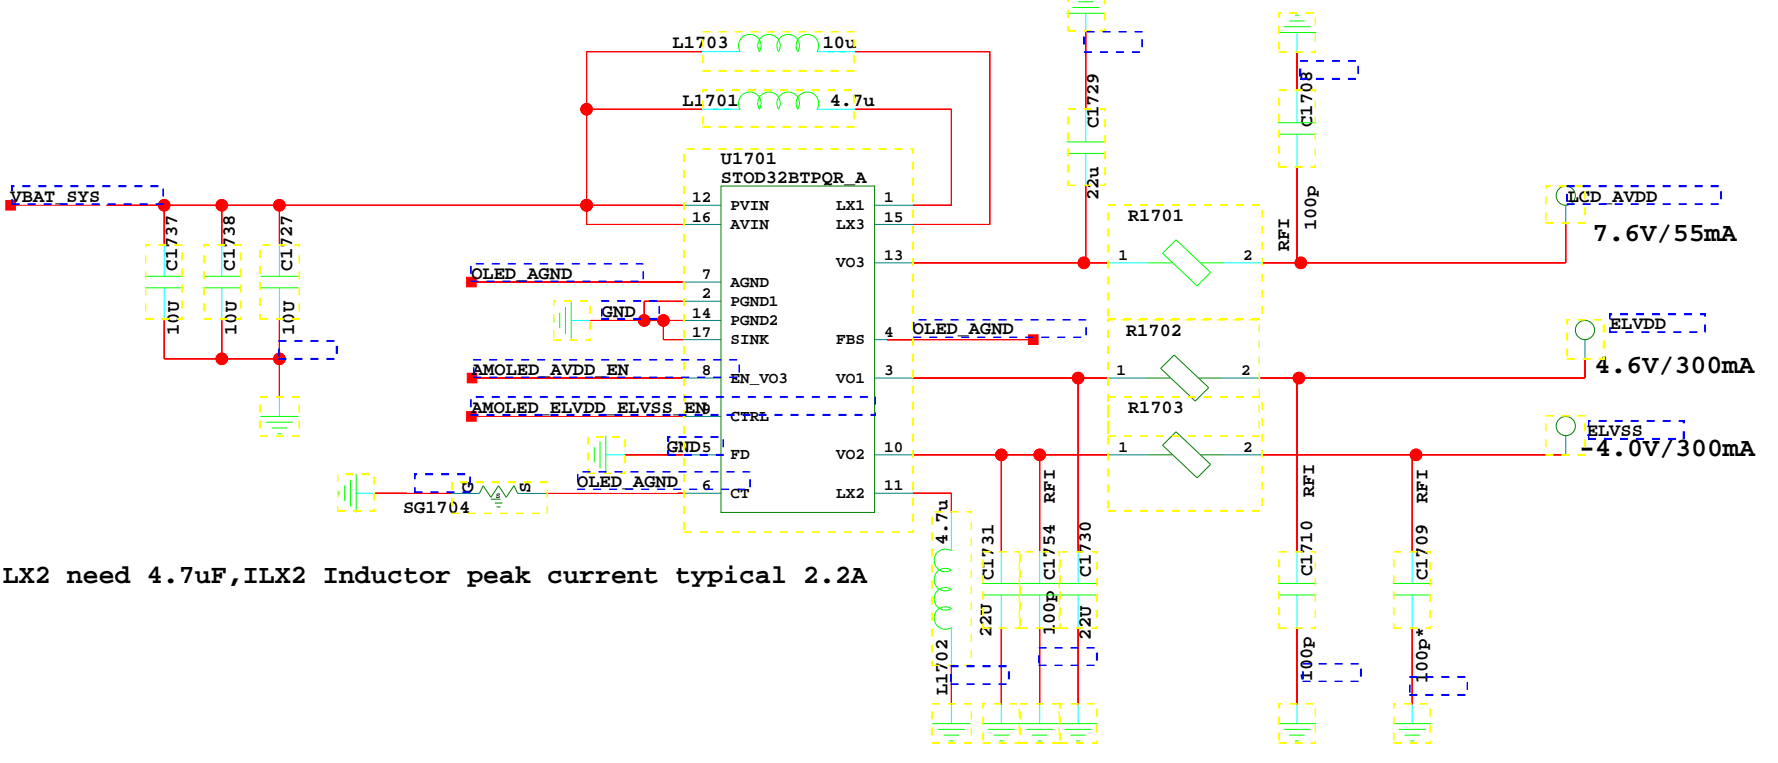 L1703 10u
L1701 4.7u
C1729
22u
C1708
100p
RFI
U1701
STOD32BTPQR_A
VBAT_SYS
C1737
10U
C1738
10U
C1727
10U
12 PVIN LX1 1
16 AVIN LX3 15
VO3 13
OLED_AGND 7 AGND
2 PGND1
GND 14 PGND2
17 SINK FBS 4 OLED_AGND
AMOLED_AVDD_EN 8 EN_VO3 VO1 3
AMOLED_ELVDD_ELVSS_EN 9 CTRL
GND 5 FD VO2 10
OLED_AGND 6 CT LX2 11
G S
SG1704
R1701
1 2
R1702
1 2
R1703
1 2
LCD_AVDD
7.6V/55mA
ELVDD
4.6V/300mA
ELVSS
-4.0V/300mA
4.7u
L1702
C1731
22U
RFI
C1754
100p
C1730
22U
RFI
C1710
100p
RFI
C1709
100p*
LX2 need 4.7uF,ILX2 Inductor peak current typical 2.2A